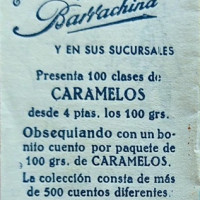 Barrachina
Y EN SUS SUCURSALES
Presenta 100 clases de
CARAMELOS
desde 4 ptas. los 100 grs.
Obsequiando con un bo-
nito cuento por paquete de
100 grs. de CARAMELOS.
La colección consta de más
de 500 cuentos diferentes.